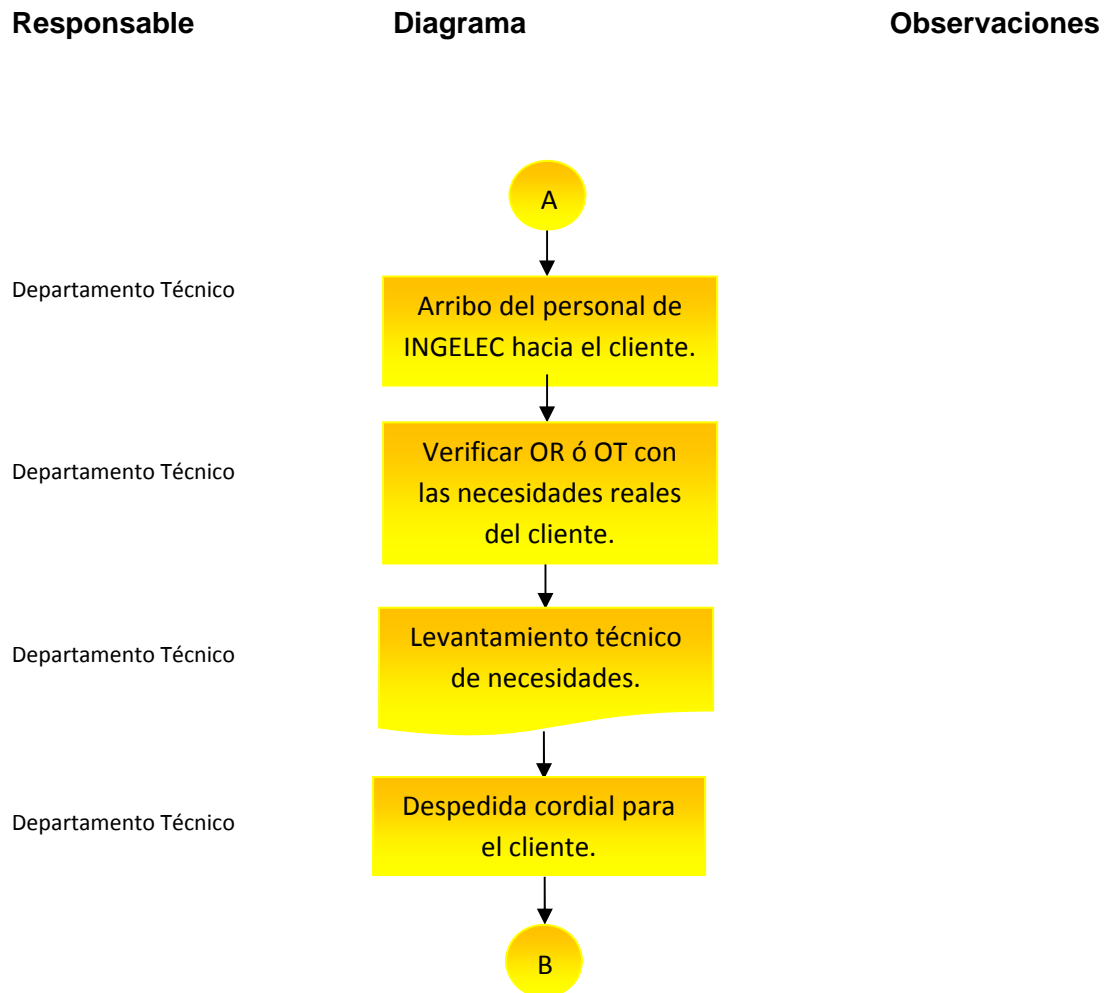 Responsable Diagrama Observaciones
A
Departamento Técnico
Arribo del personal de
INGELEC hacia el cliente.
Departamento Técnico
Verificar OR ó OT con
las necesidades reales
del cliente.
Departamento Técnico
Levantamiento técnico
de necesidades.
Departamento Técnico
Despedida cordial para
el cliente.
B